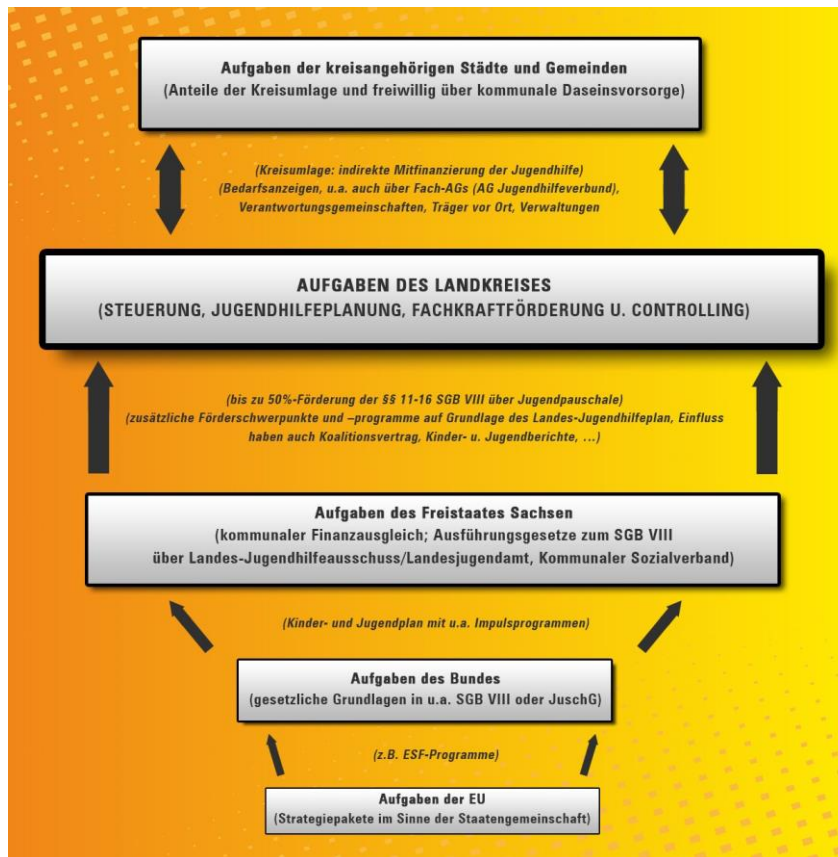 Aufgaben der kreisangehörigen Städte und Gemeinden
(Anteile der Kreisumlage und freiwillig über kommunale Daseinsvorsorge)
(Kreisumlage: indirekte Mitfinanzierung der Jugendhilfe)
(Bedarfsanzeigen, u.a. auch über Fach-AGs (AG Jugendhilfeverbund),
Verantwortungsgemeinschaften, Träger vor Ort, Verwaltungen
AUFGABEN DES LANDKREISES
(STEUERUNG, JUGENDHILFEPLANUNG, FACHKRAFTFÖRDERUNG U. CONTROLLING)
(bis zu 50%-Förderung der §§ 11-16 SGB VIII über Jugendpauschale)
(zusätzliche Förderschwerpunkte und –programme auf Grundlage des Landes-Jugendhilfeplan, Einfluss
haben auch Koalitionsvertrag, Kinder- u. Jugendberichte, ...)
Aufgaben des Freistaates Sachsen
(kommunaler Finanzausgleich; Ausführungsgesetze zum SGB VIII
über Landes-Jugendhilfeausschuss/Landesjugendamt, Kommunaler Sozialverband)
(Kinder- und Jugendplan mit u.a. Impulsprogrammen)
Aufgaben des Bundes
(gesetzliche Grundlagen in u.a. SGB VIII oder JuschG)
(z.B. ESF-Programme)
Aufgaben der EU
(Strategiepakete im Sinne der Staatengemeinschaft)